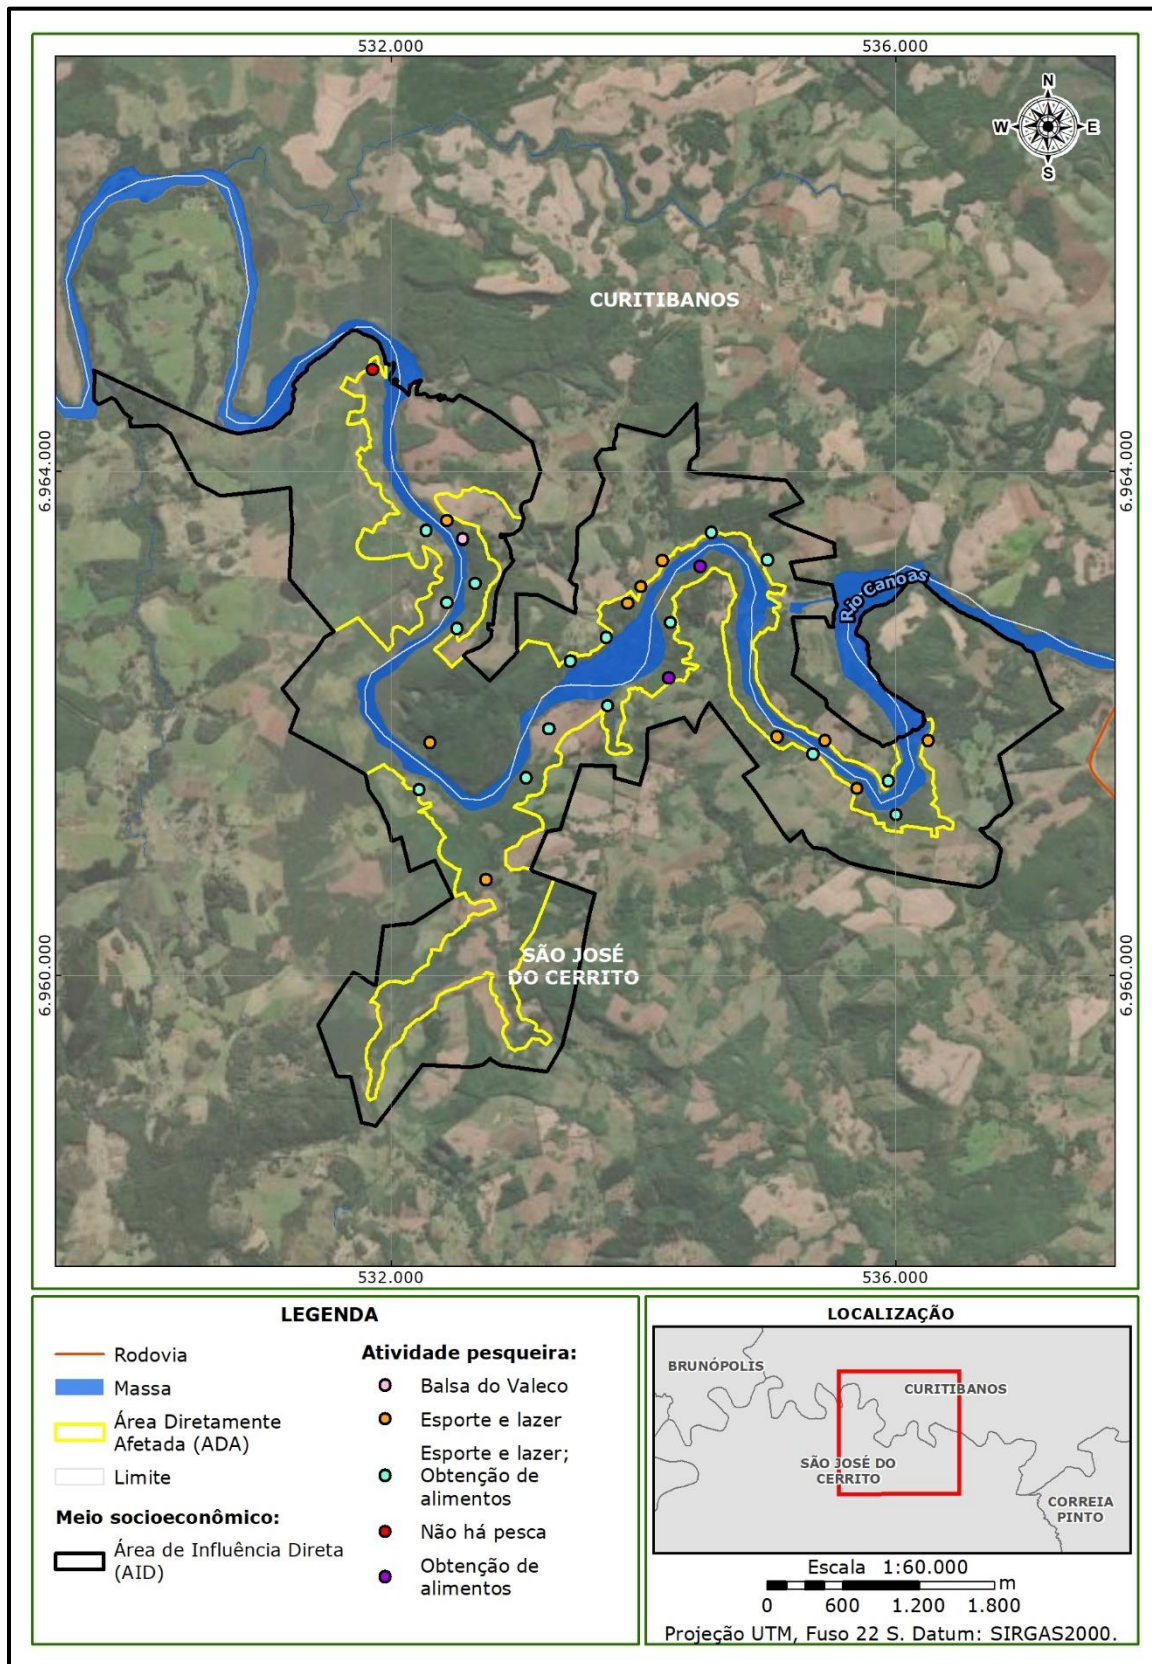 532.000
536.000
N
W
E
S
CURITIBANOS
6.964.000
6.964.000
Rio Canoas
6.960.000
6.960.000
SÃO JOSÉ
DO CERRITO
532.000
536.000
LEGENDA
Rodovia
Massa
Área Diretamente
Afetada (ADA)
Limite
Meio socioeconômico:
Área de Influência Direta
(AID)
Atividade pesqueira:
Balsa do Valeco
Esporte e lazer
Esporte e lazer;
Obtenção de
alimentos
Não há pesca
Obtenção de
alimentos
LOCALIZAÇÃO
BRUNÓPOLIS
CURITIBANOS
SÃO JOSÉ DO
CERRITO
CORREIA
PINTO
Escala 1:60.000
m
0 600 1.200 1.800
Projeção UTM, Fuso 22 S. Datum: SIRGAS2000.